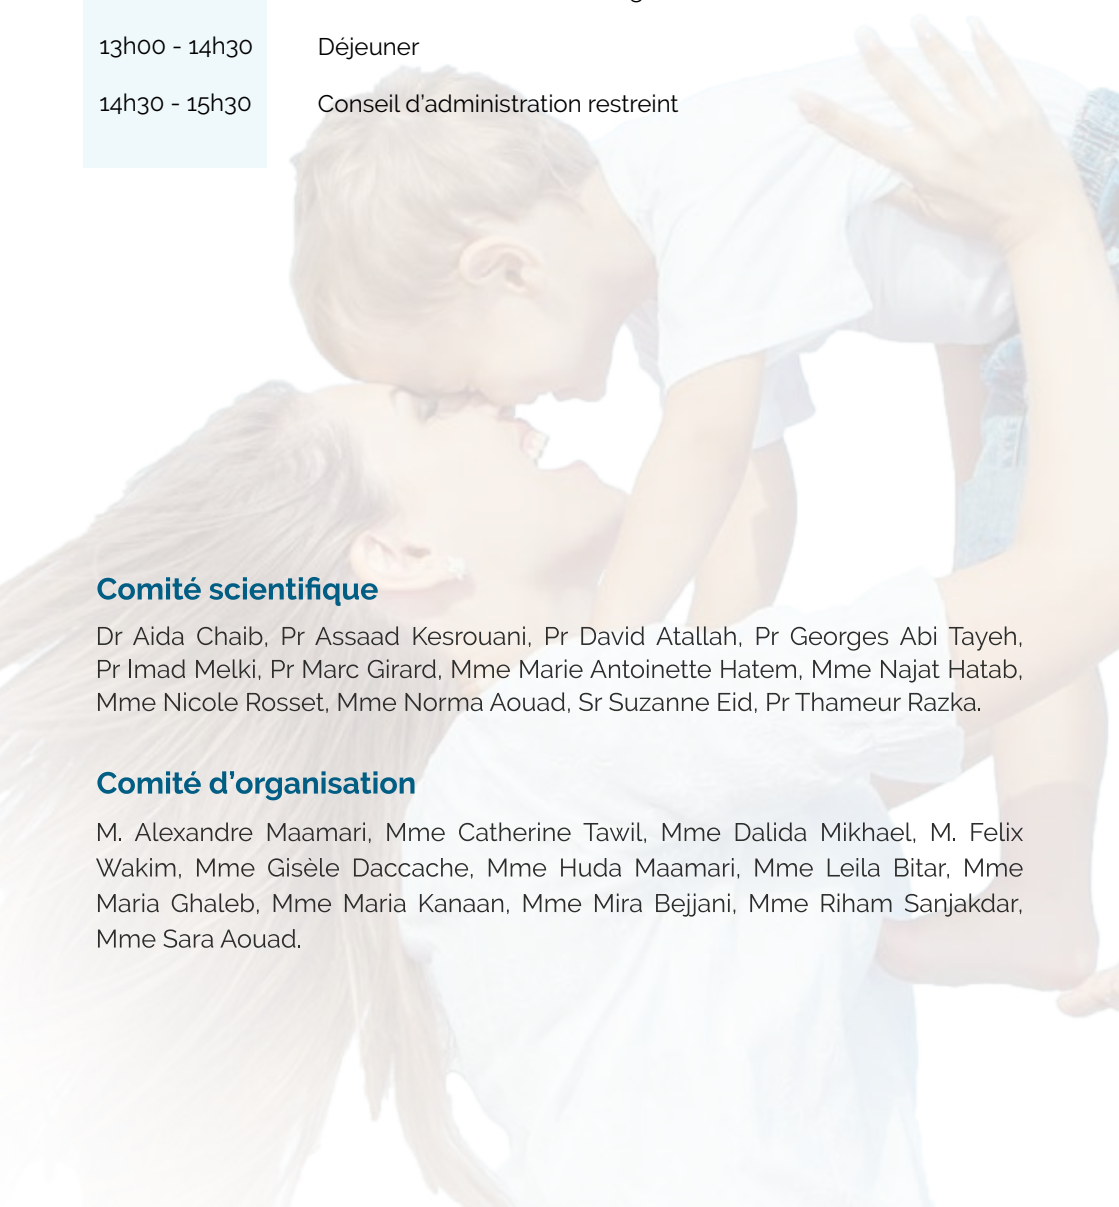 13h00 - 14h30 Déjeuner
14h30 - 15h30 Conseil d'administration restreint
Comité scientifique
Dr Aida Chaib, Pr Assaad Kesrouani, Pr David Atallah, Pr Georges Abi Tayeh,
Pr Imad Melki, Pr Marc Girard, Mme Marie Antoinette Hatem, Mme Najat Hatab,
Mme Nicole Rosset, Mme Norma Aouad, Sr Suzanne Eid, Pr Thameur Razka.
Comité d'organisation
M. Alexandre Maamari, Mme Catherine Tawil, Mme Dalida Mikhael, M. Felix
Wakim, Mme Gisèle Daccache, Mme Huda Maamari, Mme Leila Bitar, Mme
Maria Ghaleb, Mme Maria Kanaan, Mme Mira Bejjani, Mme Riham Sanjakdar,
Mme Sara Aouad.